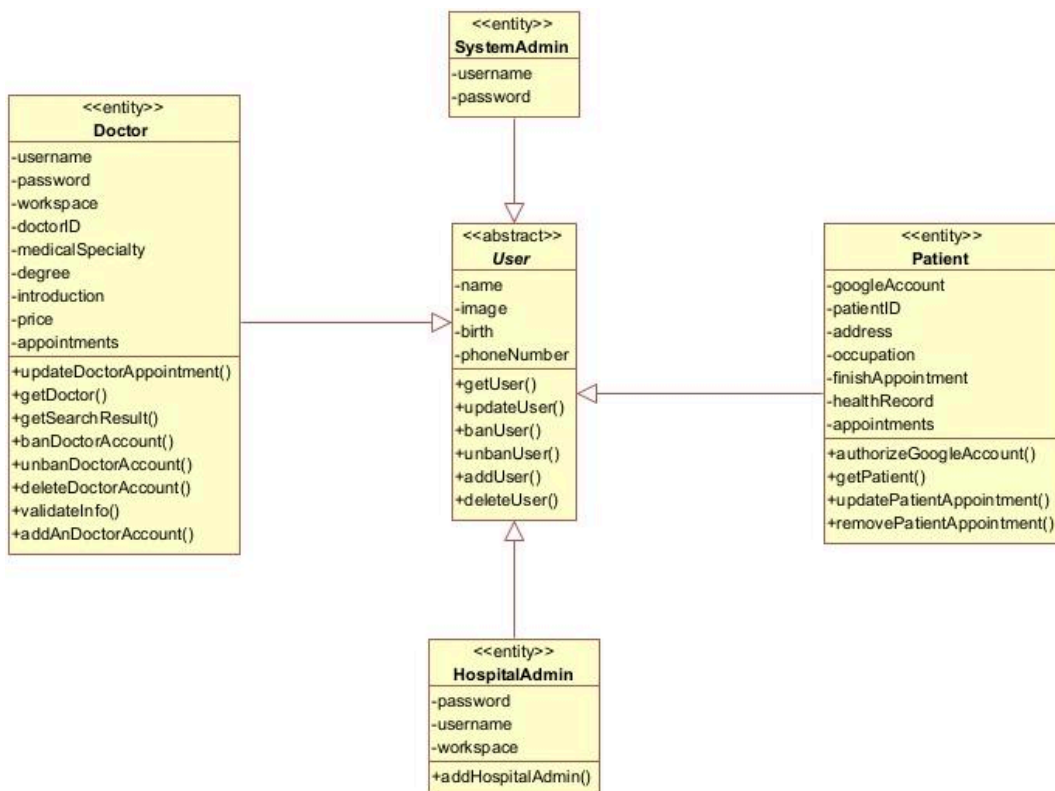 <<entity>>
SystemAdmin
-username
-password
<<entity>>
Doctor
-username
-password
-workspace
-doctorID
-medicalSpecialty
-degree
-introduction
-price
-appointments
+updateDoctorAppointment()
+getDoctor()
+getSearchResult()
+banDoctorAccount()
+unbanDoctorAccount()
+deleteDoctorAccount()
+validateInfo()
+addAnDoctorAccount()
<<abstract>>
User
-name
-image
-birth
-phoneNumber
+getUser()
+updateUser()
+banUser()
+unbanUser()
+addUser()
+deleteUser()
<<entity>>
Patient
-googleAccount
-patientID
-address
-occupation
-finishAppointment
-healthRecord
-appointments
+authorizeGoogleAccount()
+getPatient()
+updatePatientAppointment()
+removePatientAppointment()
<<entity>>
HospitalAdmin
-password
-username
-workspace
+addHospitalAdmin()